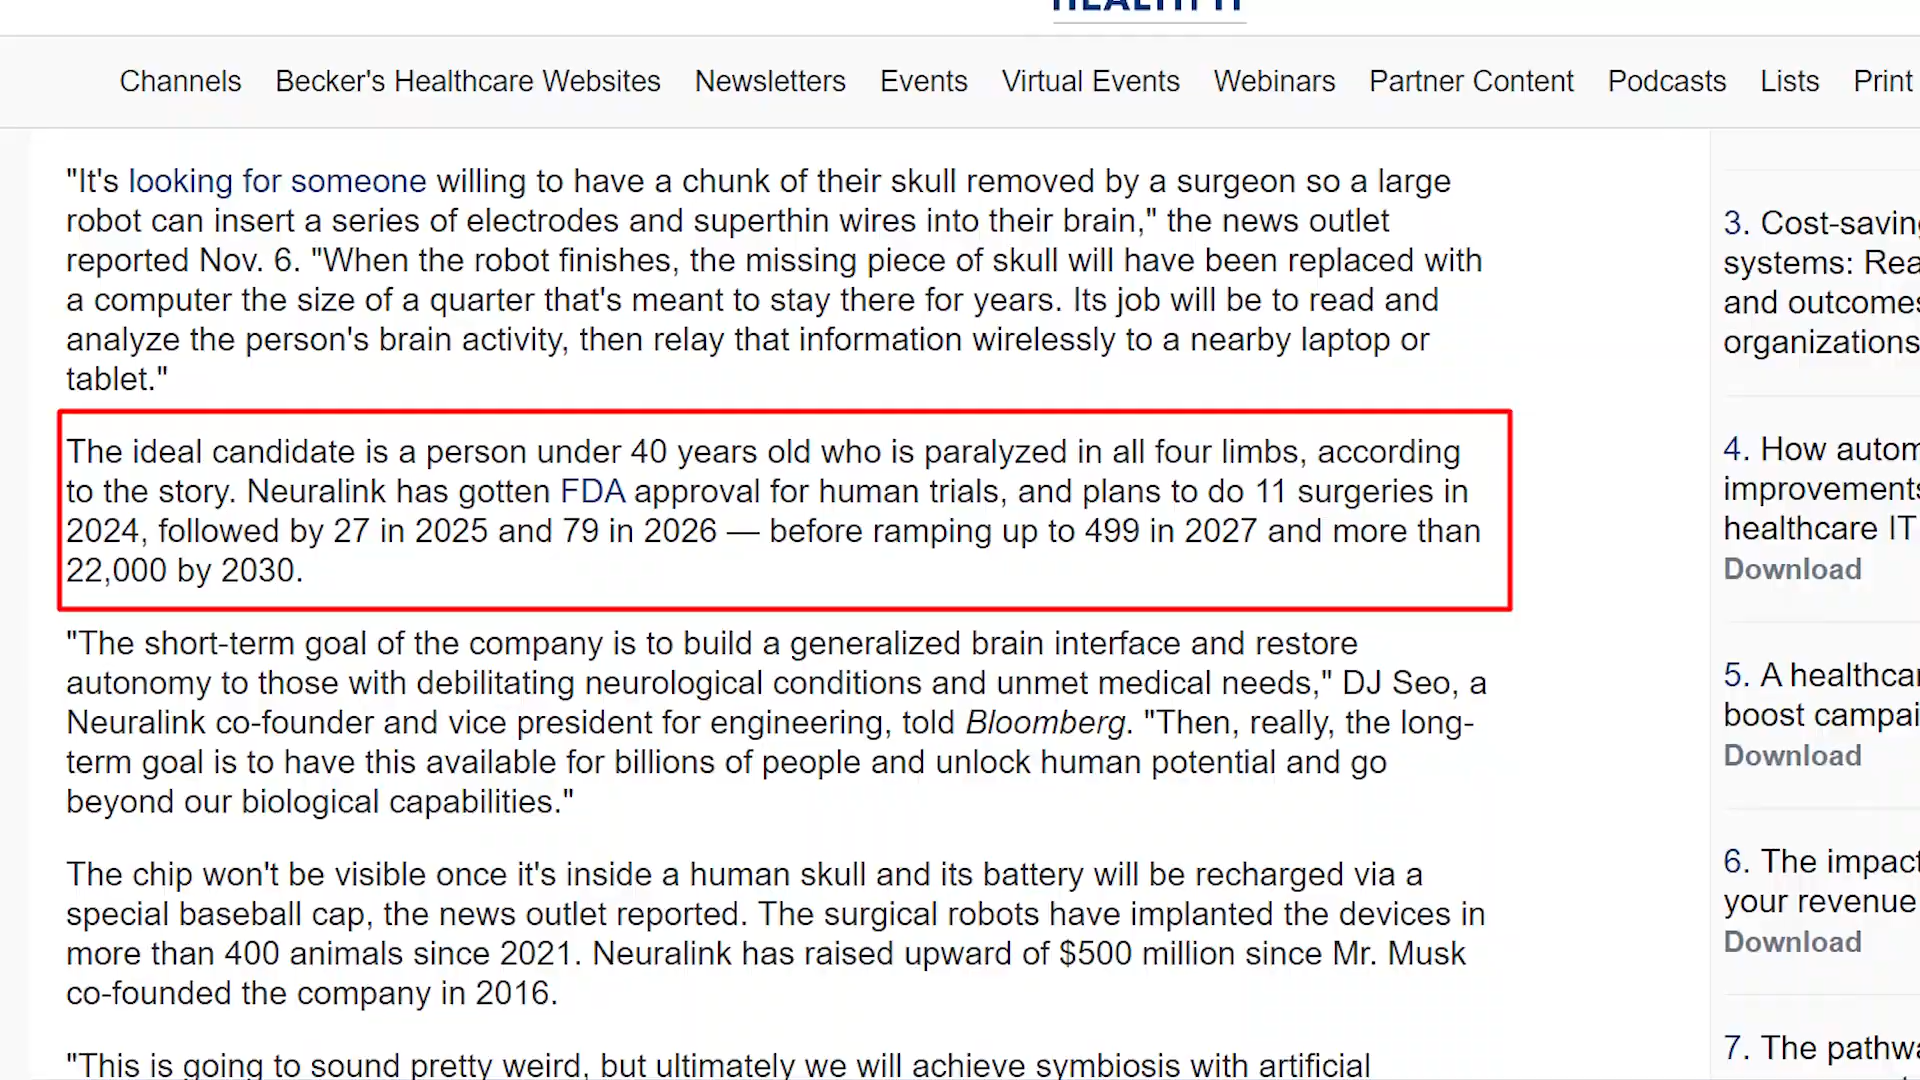 HEALTH IT
Channels Becker's Healthcare Websites Newsletters Events Virtual Events Webinars Partner Content Podcasts Lists Print
"It's looking for someone willing to have a chunk of their skull removed by a surgeon so a large
robot can insert a series of electrodes and superthin wires into their brain," the news outlet
reported Nov. 6. "When the robot finishes, the missing piece of skull will have been replaced with
a computer the size of a quarter that's meant to stay there for years. Its job will be to read and
analyze the person's brain activity, then relay that information wirelessly to a nearby laptop or
tablet."
The ideal candidate is a person under 40 years old who is paralyzed in all four limbs, according
to the story. Neuralink has gotten FDA approval for human trials, and plans to do 11 surgeries in
2024, followed by 27 in 2025 and 79 in 2026 — before ramping up to 499 in 2027 and more than
22,000 by 2030.
"The short-term goal of the company is to build a generalized brain interface and restore
autonomy to those with debilitating neurological conditions and unmet medical needs," DJ Seo, a
Neuralink co-founder and vice president for engineering, told Bloomberg. "Then, really, the long-
term goal is to have this available for billions of people and unlock human potential and go
beyond our biological capabilities."
The chip won't be visible once it's inside a human skull and its battery will be recharged via a
special baseball cap, the news outlet reported. The surgical robots have implanted the devices in
more than 400 animals since 2021. Neuralink has raised upward of $500 million since Mr. Musk
co-founded the company in 2016.
"This is going to sound pretty weird, but ultimately we will achieve symbiosis with artificial
3. Cost-saving
systems: Rea
and outcomes
organizations
4. How autom
improvements
healthcare IT
Download
5. A healthcar
boost campai
Download
6. The impact
your revenue
Download
7. The pathwa